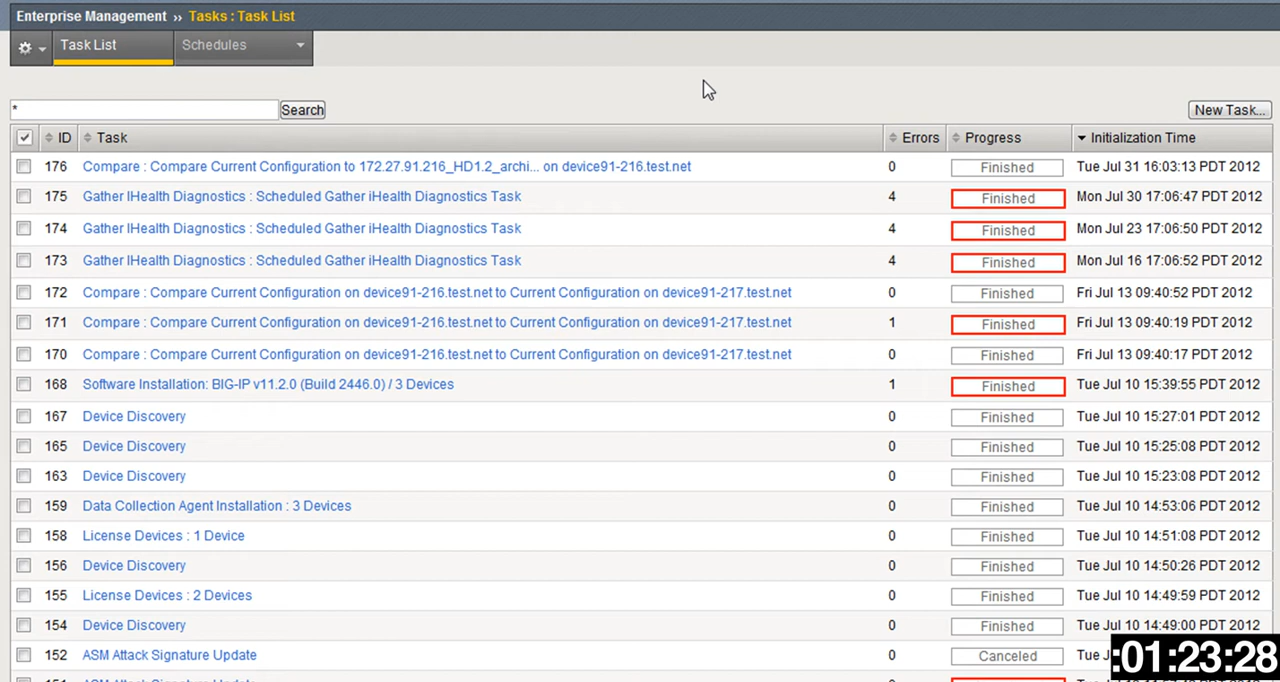 Enterprise Management ›› Tasks : Task List
Task List Schedules
* Search New Task...
ID Task Errors Progress Initialization Time
176 Compare : Compare Current Configuration to 172.27.91.216_HD1.2_archi... on device91-216.test.net 0 Finished Tue Jul 31 16:03:13 PDT 2012
175 Gather IHealth Diagnostics : Scheduled Gather iHealth Diagnostics Task 4 Finished Mon Jul 30 17:06:47 PDT 2012
174 Gather IHealth Diagnostics : Scheduled Gather iHealth Diagnostics Task 4 Finished Mon Jul 23 17:06:50 PDT 2012
173 Gather IHealth Diagnostics : Scheduled Gather iHealth Diagnostics Task 4 Finished Mon Jul 16 17:06:52 PDT 2012
172 Compare : Compare Current Configuration on device91-216.test.net to Current Configuration on device91-217.test.net 0 Finished Fri Jul 13 09:40:52 PDT 2012
171 Compare : Compare Current Configuration on device91-216.test.net to Current Configuration on device91-217.test.net 1 Finished Fri Jul 13 09:40:19 PDT 2012
170 Compare : Compare Current Configuration on device91-216.test.net to Current Configuration on device91-217.test.net 0 Finished Fri Jul 13 09:40:17 PDT 2012
168 Software Installation: BIG-IP v11.2.0 (Build 2446.0) / 3 Devices 1 Finished Tue Jul 10 15:39:55 PDT 2012
167 Device Discovery 0 Finished Tue Jul 10 15:27:01 PDT 2012
165 Device Discovery 0 Finished Tue Jul 10 15:25:08 PDT 2012
163 Device Discovery 0 Finished Tue Jul 10 15:23:08 PDT 2012
159 Data Collection Agent Installation : 3 Devices 0 Finished Tue Jul 10 14:53:06 PDT 2012
158 License Devices : 1 Device 0 Finished Tue Jul 10 14:51:08 PDT 2012
156 Device Discovery 0 Finished Tue Jul 10 14:50:26 PDT 2012
155 License Devices : 2 Devices 0 Finished Tue Jul 10 14:49:59 PDT 2012
154 Device Discovery 0 Finished Tue Jul 10 14:49:00 PDT 2012
152 ASM Attack Signature Update 0 Canceled Tue
:01:23:28